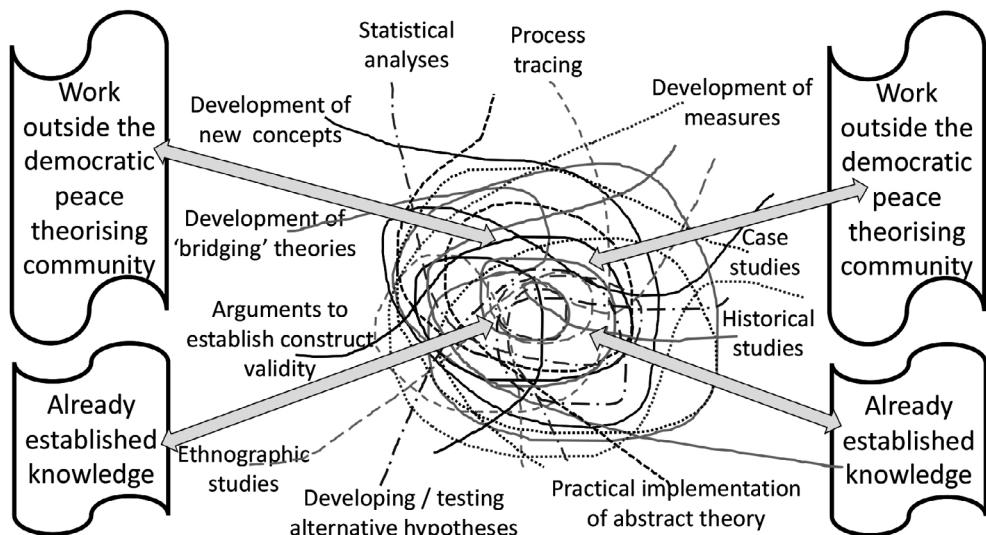 Work
outside the
democratic
peace
theorising
community
Already
established
knowledge
Statistical
analyses
Process
tracing
Development of
new concepts
Development of
measures
Development of
‘bridging’ theories
Case
studies
Arguments to
establish construct
validity
Historical
studies
Ethnographic
studies
Developing / testing
alternative hypotheses
Practical implementation
of abstract theory
Work
outside the
democratic
peace
theorising
community
Already
established
knowledge